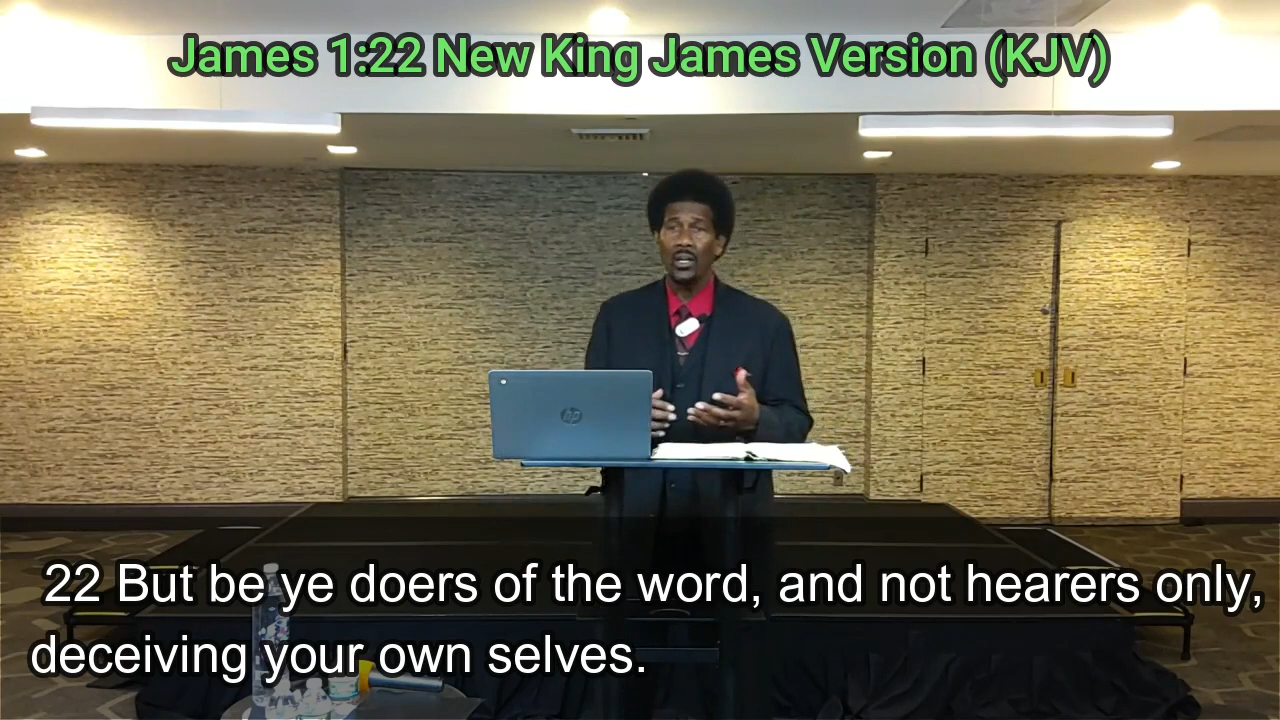 James 1:22 New King James Version (KJV)
hp
22 But be ye doers of the word, and not hearers only,
deceiving your own selves.